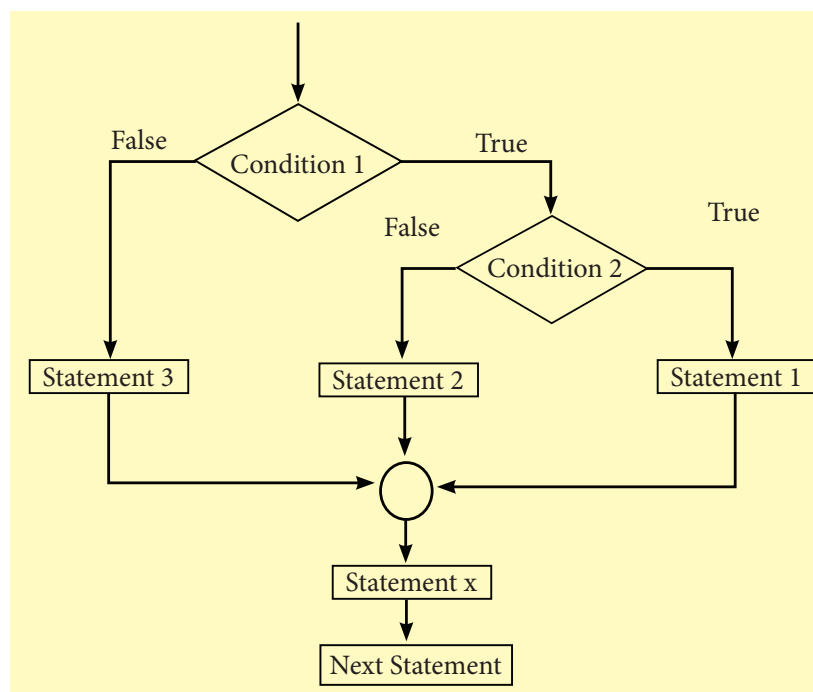 False
True
Condition 1
False
True
Condition 2
Statement 3
Statement 2
Statement 1
Statement x
Next Statement